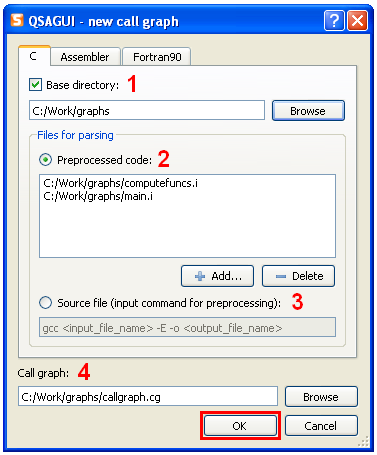 QSAGUI - new call graph
C Assembler Fortran90
Base directory: 1
C:/Work/graphs Browse
Files for parsing
Preprocessed code: 2
C:/Work/graphs/computefuncs.i
C:/Work/graphs/main.i
Add... Delete
Source file (input command for preprocessing): 3
gcc <input_file_name> -E -o <output_file_name>
Call graph: 4
C:/Work/graphs/callgraph.cg Browse
OK Cancel